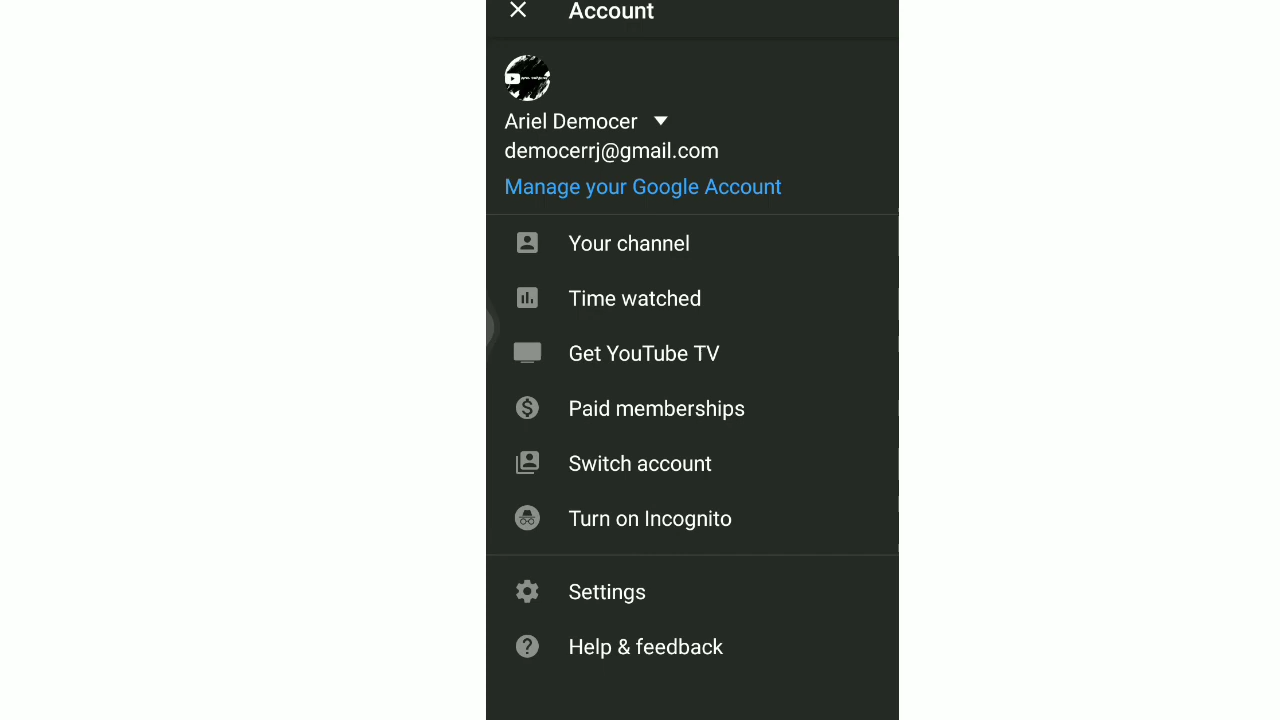 Account
Ariel Democer
democerrj@gmail.com
Manage your Google Account
Your channel
Time watched
Get YouTube TV
Paid memberships
Switch account
Turn on Incognito
Settings
Help & feedback